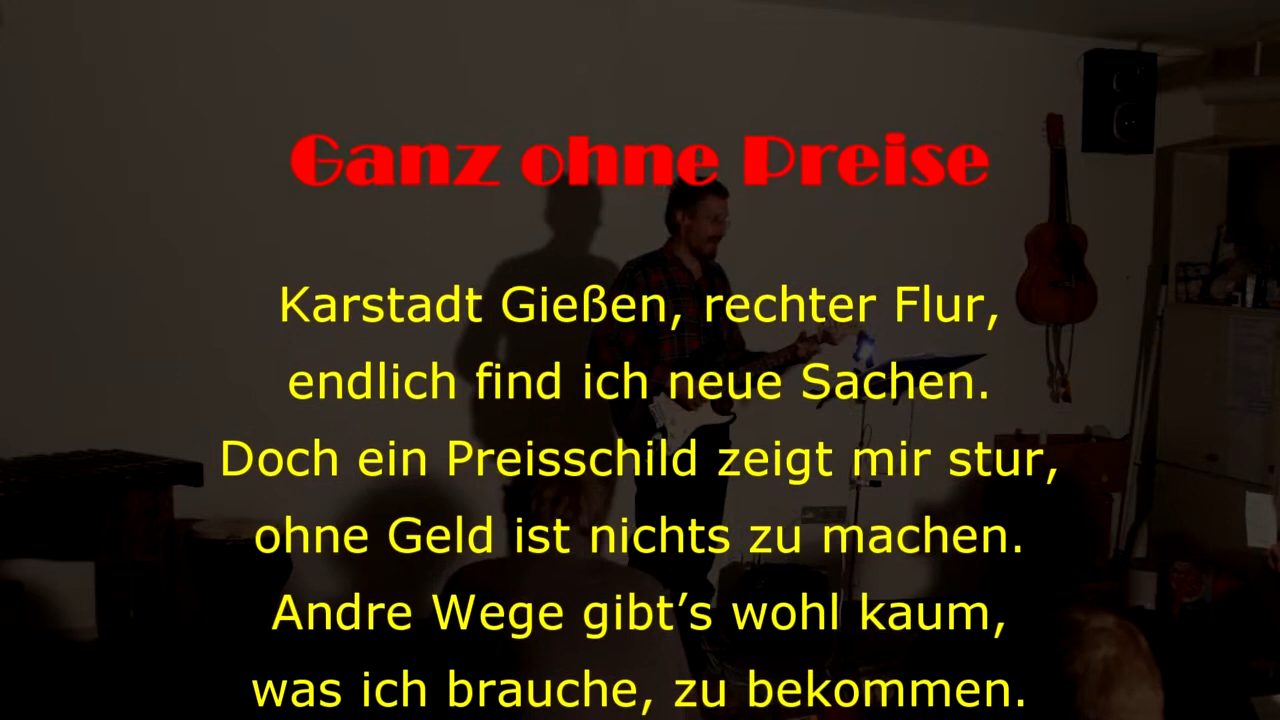 Ganz ohne Preise
Karstadt Gießen, rechter Flur,
endlich find ich neue Sachen.
Doch ein Preisschild zeigt mir stur,
ohne Geld ist nichts zu machen.
Andre Wege gibt’s wohl kaum,
was ich brauche, zu bekommen.